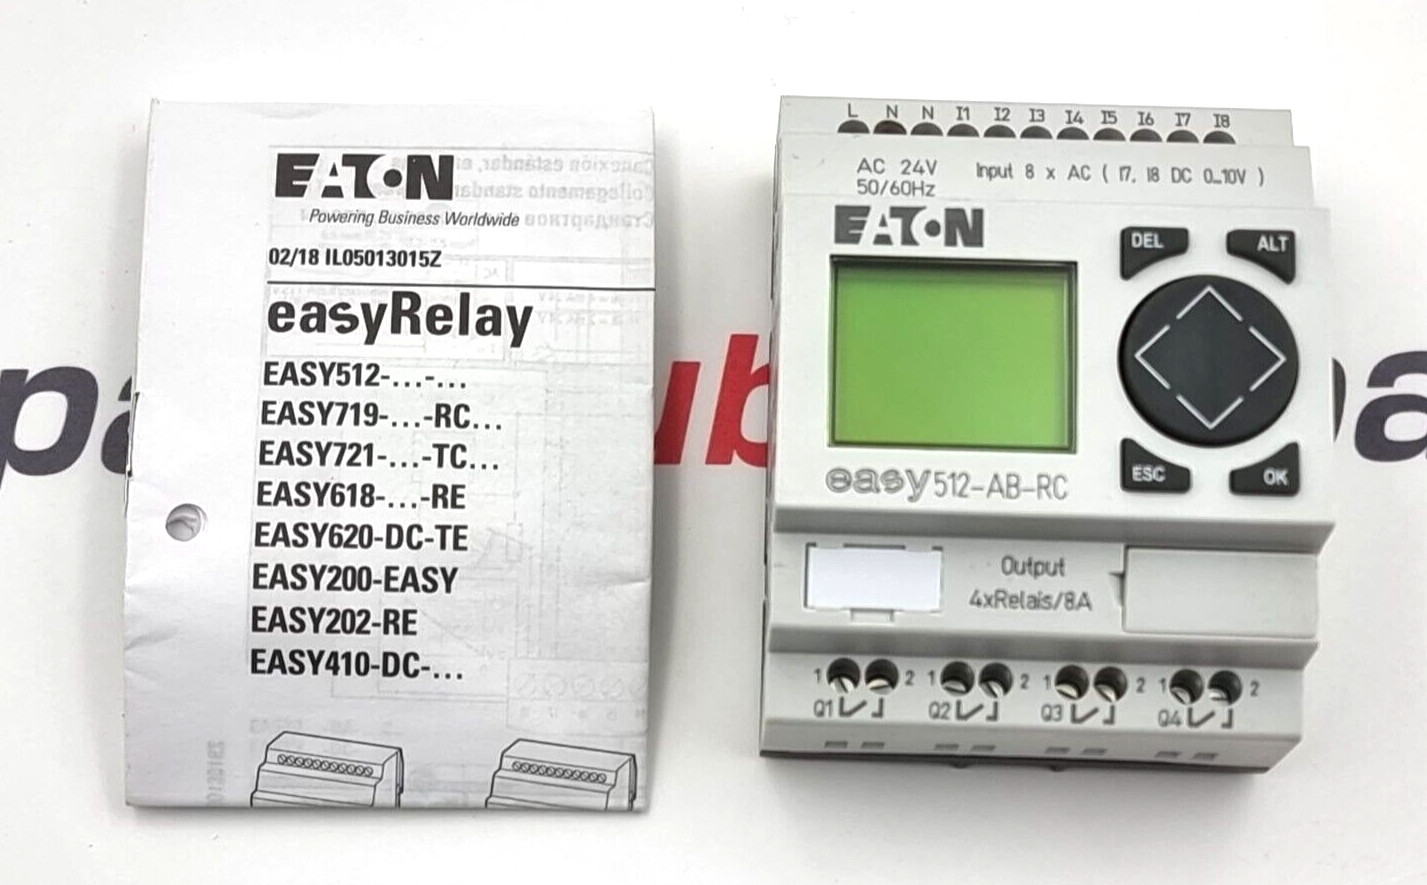 EATON
Powering Business Worldwide
02/18 IL05013015Z
easyRelay
EASY512-...-...
EASY719-...-RC...
EASY721-...-TC...
EASY618-...-RE
EASY620-DC-TE
EASY200-EASY
EASY202-RE
EASY410-DC-...
L N N I1 I2 I3 I4 I5 I6 I7 I8
AC 24V
50/60Hz
Input 8 x AC ( I7, I8 DC 0...10V )
EATON
DEL
ALT
ESC
OK
easy512-AB-RC
Output
4xRelais/8A
1 2 1 2 1 2 1 2
Q1 Q2 Q3 Q4